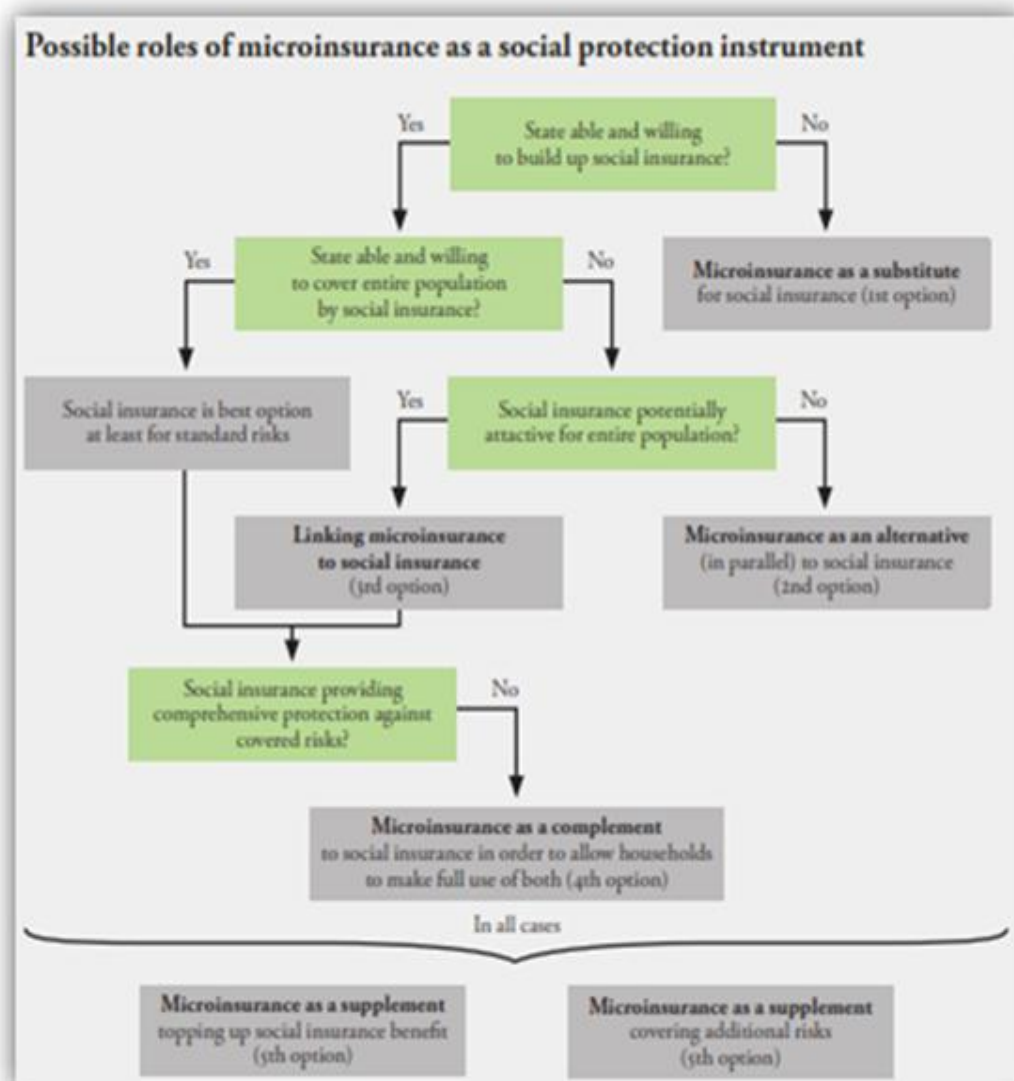 Possible roles of microinsurance as a social protection instrument
Yes
State able and willing
to build up social insurance?
No
Yes
State able and willing
to cover entire population
by social insurance?
No
Microinsurance as a substitute
for social insurance (1st option)
Social insurance is best option
at least for standard risks
Yes
Social insurance potentially
attactive for entire population?
No
Linking microinsurance
to social insurance
(3rd option)
Microinsurance as an alternative
(in parallel) to social insurance
(2nd option)
Social insurance providing
comprehensive protection against
covered risks?
No
Microinsurance as a complement
to social insurance in order to allow households
to make full use of both (4th option)
In all cases
Microinsurance as a supplement
topping up social insurance benefit
(5th option)
Microinsurance as a supplement
covering additional risks
(5th option)